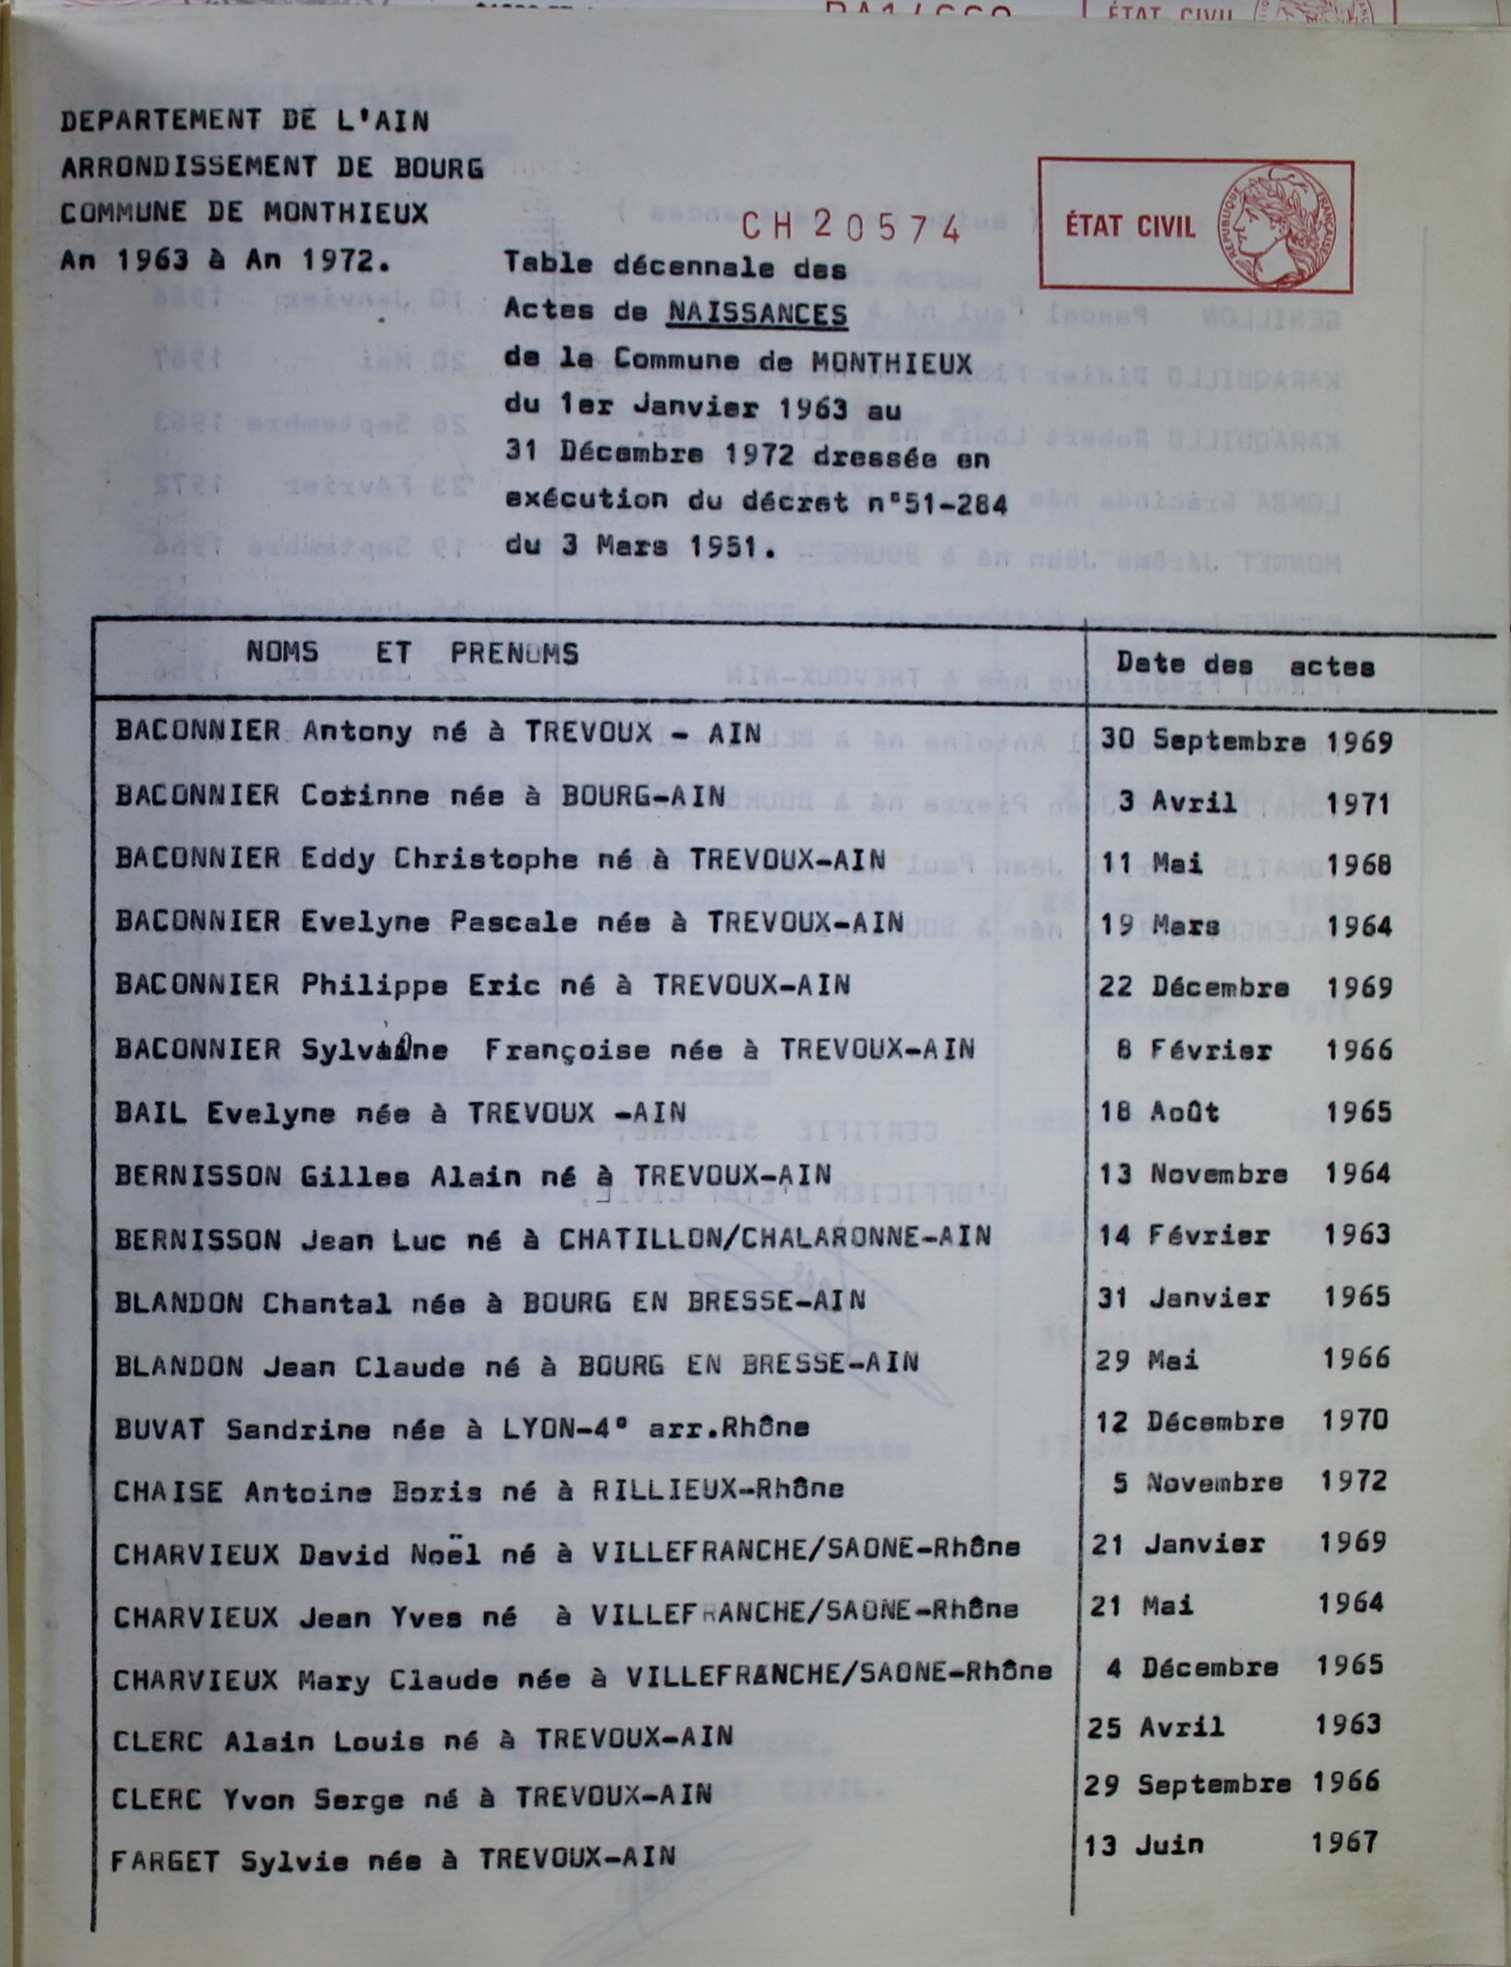 ÉTAT CIVIL
DEPARTEMENT DE L'AIN
ARRONDISSEMENT DE BOURG
COMMUNE DE MONTHIEUX
An 1963 à An 1972.
CH 20574
ÉTAT CIVIL
RÉPUBLIQUE FRANÇAISE
Table décennale des
Actes de NAISSANCES
de la Commune de MONTHIEUX
du 1er Janvier 1963 au
31 Décembre 1972 dressée en
exécution du décret n°51-284
du 3 Mars 1951.
NOMS ET PRENOMS Date des actes
BACONNIER Antony né à TREVOUX - AIN 30 Septembre 1969
BACONNIER Corinne née à BOURG-AIN 3 Avril 1971
BACONNIER Eddy Christophe né à TREVOUX-AIN 11 Mai 1968
BACONNIER Evelyne Pascale née à TREVOUX-AIN 19 Mars 1964
BACONNIER Philippe Eric né à TREVOUX-AIN 22 Décembre 1969
BACONNIER Sylvaine Françoise née à TREVOUX-AIN 8 Février 1966
BAIL Evelyne née à TREVOUX -AIN 18 Août 1965
BERNISSON Gilles Alain né à TREVOUX-AIN 13 Novembre 1964
BERNISSON Jean Luc né à CHATILLON/CHALARONNE-AIN 14 Février 1963
BLANDON Chantal née à BOURG EN BRESSE-AIN 31 Janvier 1965
BLANDON Jean Claude né à BOURG EN BRESSE-AIN 29 Mai 1966
BUVAT Sandrine née à LYON-4° arr.Rhône 12 Décembre 1970
CHAISE Antoine Boris né à RILLIEUX-Rhône 5 Novembre 1972
CHARVIEUX David Noël né à VILLEFRANCHE/SAONE-Rhône 21 Janvier 1969
CHARVIEUX Jean Yves né à VILLEFRANCHE/SAONE-Rhône 21 Mai 1964
CHARVIEUX Mary Claude née à VILLEFRANCHE/SAONE-Rhône 4 Décembre 1965
CLERC Alain Louis né à TREVOUX-AIN 25 Avril 1963
CLERC Yvon Serge né à TREVOUX-AIN 29 Septembre 1966
FARGET Sylvie née à TREVOUX-AIN 13 Juin 1967